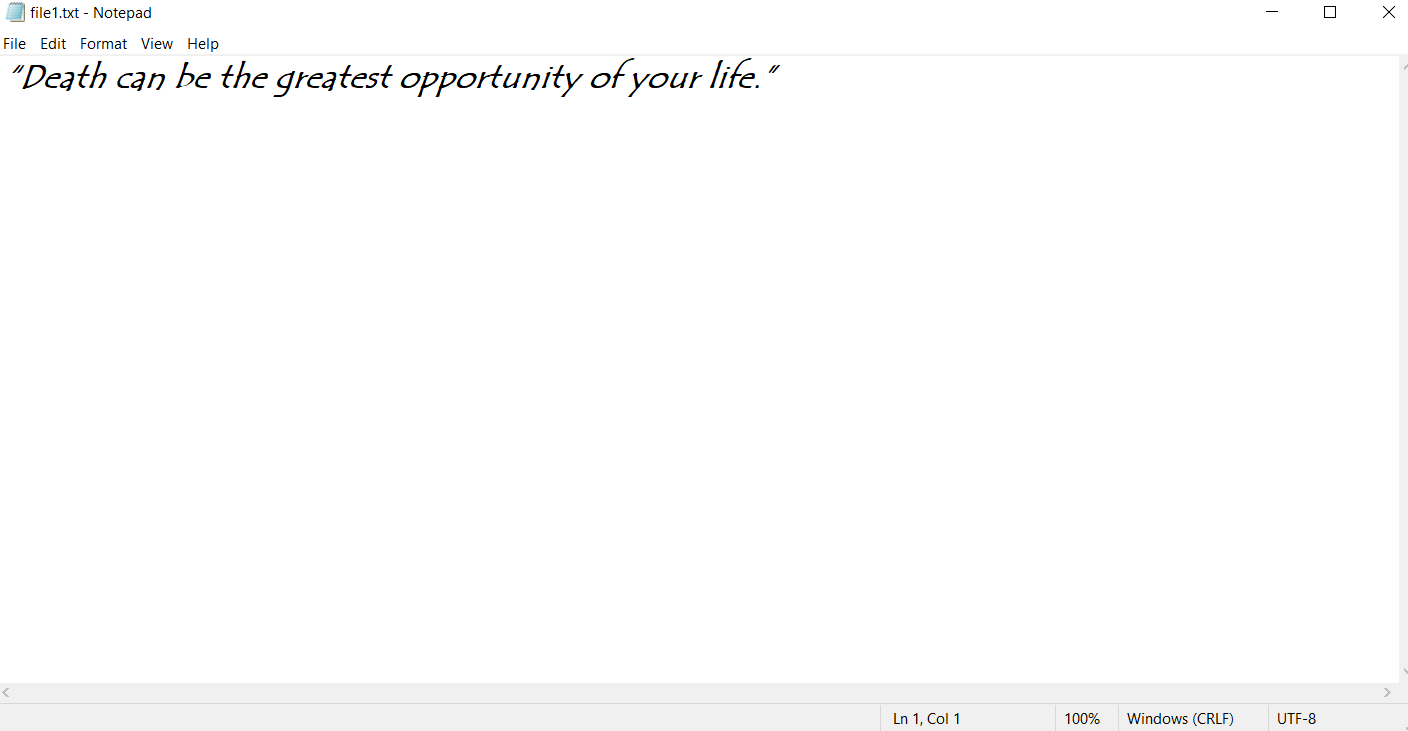 file1.txt - Notepad
File Edit Format View Help
"Death can be the greatest opportunity of your life."
Ln 1, Col 1 100% Windows (CRLF) UTF-8